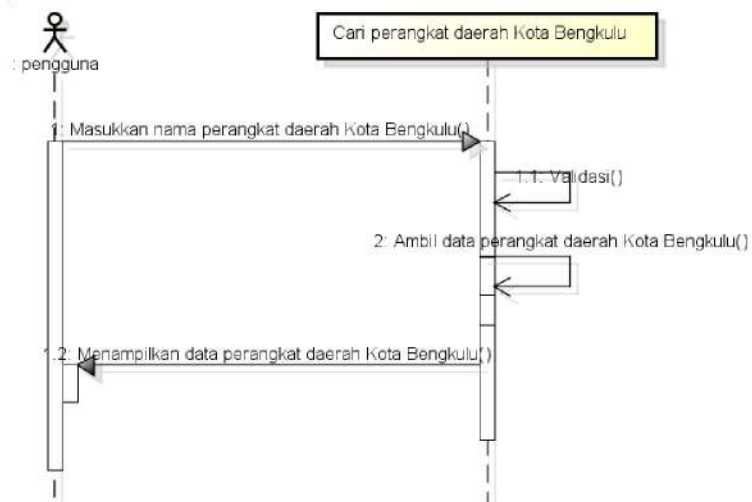 Cari perangkat daerah Kota Bengkulu
: pengguna
1: Masukkan nama perangkat daerah Kota Bengkulu()
1.1: Validasi()
2: Ambil data perangkat daerah Kota Bengkulu()
1.2: Menampilkan data perangkat daerah Kota Bengkulu()